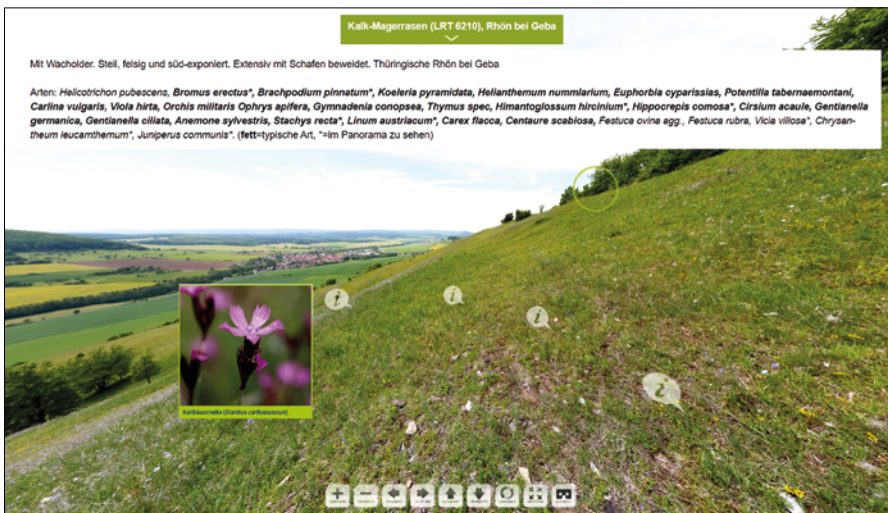 Kalk-Magerrasen (LRT 6210), Rhön bei Geba
Mit Wacholder. Steil, felsig und süd-exponiert. Extensiv mit Schafen beweidet. Thüringische Rhön bei Geba
Arten: Helicotrichon pubescens, Bromus erectus*, Brachpodium pinnatum*, Koeleria pyramidata, Helianthemum nummlarium, Euphorbia cyparissias, Potentilla tabernaemontani,
Carlina vulgaris, Viola hirta, Orchis militaris Ophrys apifera, Gymnadenia conopsea, Thymus spec, Himantoglossum hircinium*, Hippocrepis comosa*, Cirsium acaule, Gentianella
germanica, Gentianella ciliata, Anemone sylvestris, Stachys recta*, Linum austriacum*, Carex flacca, Centaure scabiosa, Festuca ovina agg., Festuca rubra, Vicia villosa*, Chrysan-
theum leucamthemum*, Juniperus communis*. (fett=typische Art, *=im Panorama zu sehen)
Karthäusernelke (Dianthus carthusianorum)